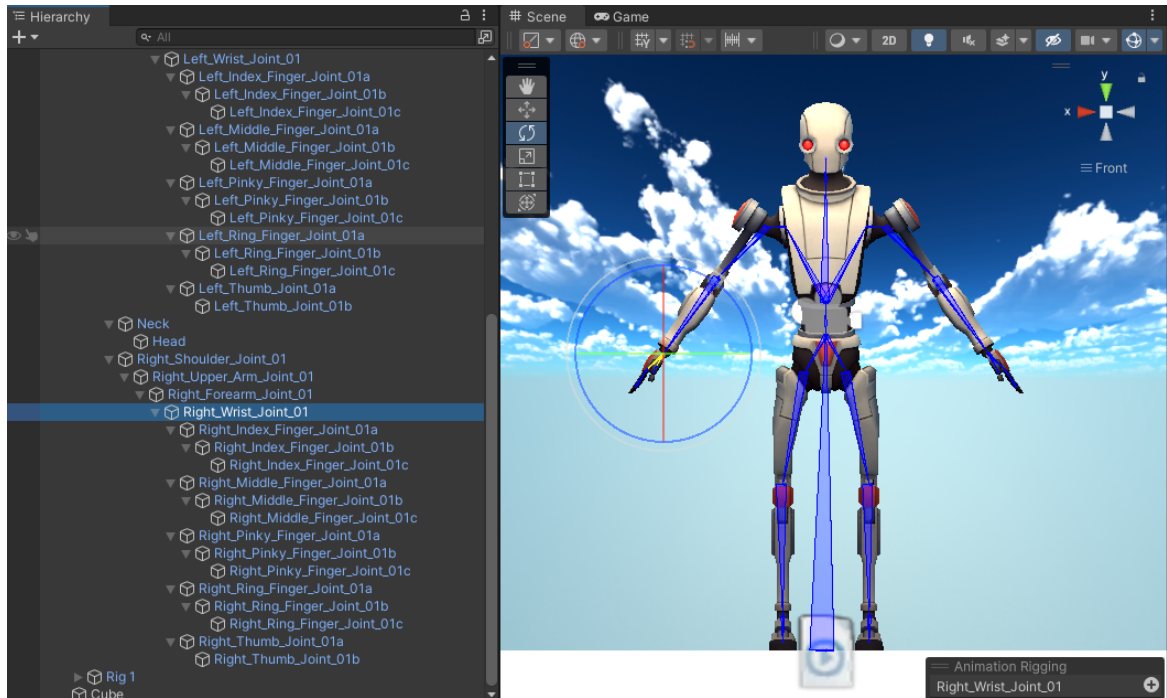 Hierarchy
All
Left_Wrist_Joint_01
Left_Index_Finger_Joint_01a
Left_Index_Finger_Joint_01b
Left_Index_Finger_Joint_01c
Left_Middle_Finger_Joint_01a
Left_Middle_Finger_Joint_01b
Left_Middle_Finger_Joint_01c
Left_Pinky_Finger_Joint_01a
Left_Pinky_Finger_Joint_01b
Left_Pinky_Finger_Joint_01c
Left_Ring_Finger_Joint_01a
Left_Ring_Finger_Joint_01b
Left_Ring_Finger_Joint_01c
Left_Thumb_Joint_01a
Left_Thumb_Joint_01b
Neck
Head
Right_Shoulder_Joint_01
Right_Upper_Arm_Joint_01
Right_Forearm_Joint_01
Right_Wrist_Joint_01
Right_Index_Finger_Joint_01a
Right_Index_Finger_Joint_01b
Right_Index_Finger_Joint_01c
Right_Middle_Finger_Joint_01a
Right_Middle_Finger_Joint_01b
Right_Middle_Finger_Joint_01c
Right_Pinky_Finger_Joint_01a
Right_Pinky_Finger_Joint_01b
Right_Pinky_Finger_Joint_01c
Right_Ring_Finger_Joint_01a
Right_Ring_Finger_Joint_01b
Right_Ring_Finger_Joint_01c
Right_Thumb_Joint_01a
Right_Thumb_Joint_01b
Rig 1
Cube
Scene Game
2D
y
x
Front
Animation Rigging
Right_Wrist_Joint_01